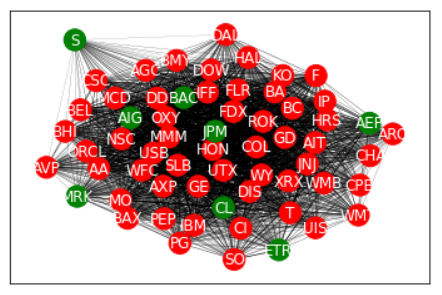 S
DAL
BMY
HAL
AGC
DOW
KO
F
CSC
FLR
BA
IFF
MCD
DD
BAC
IP
BEL
FDX
BC
AIG
OXY
ROK
HRS
AEP
BHI
JPM
ARC
NSC
MMM
GD
COL
AIT
ORCL
USB
HON
CHA
AVP
AA
WFC
SLB
UTX
WY
JNJ
AXP
GE
DIS
XRX
WMB
CPB
MRK
MO
CL
BAX
PEP
T
WMT
IBM
CI
UIS
PG
ETR
SO